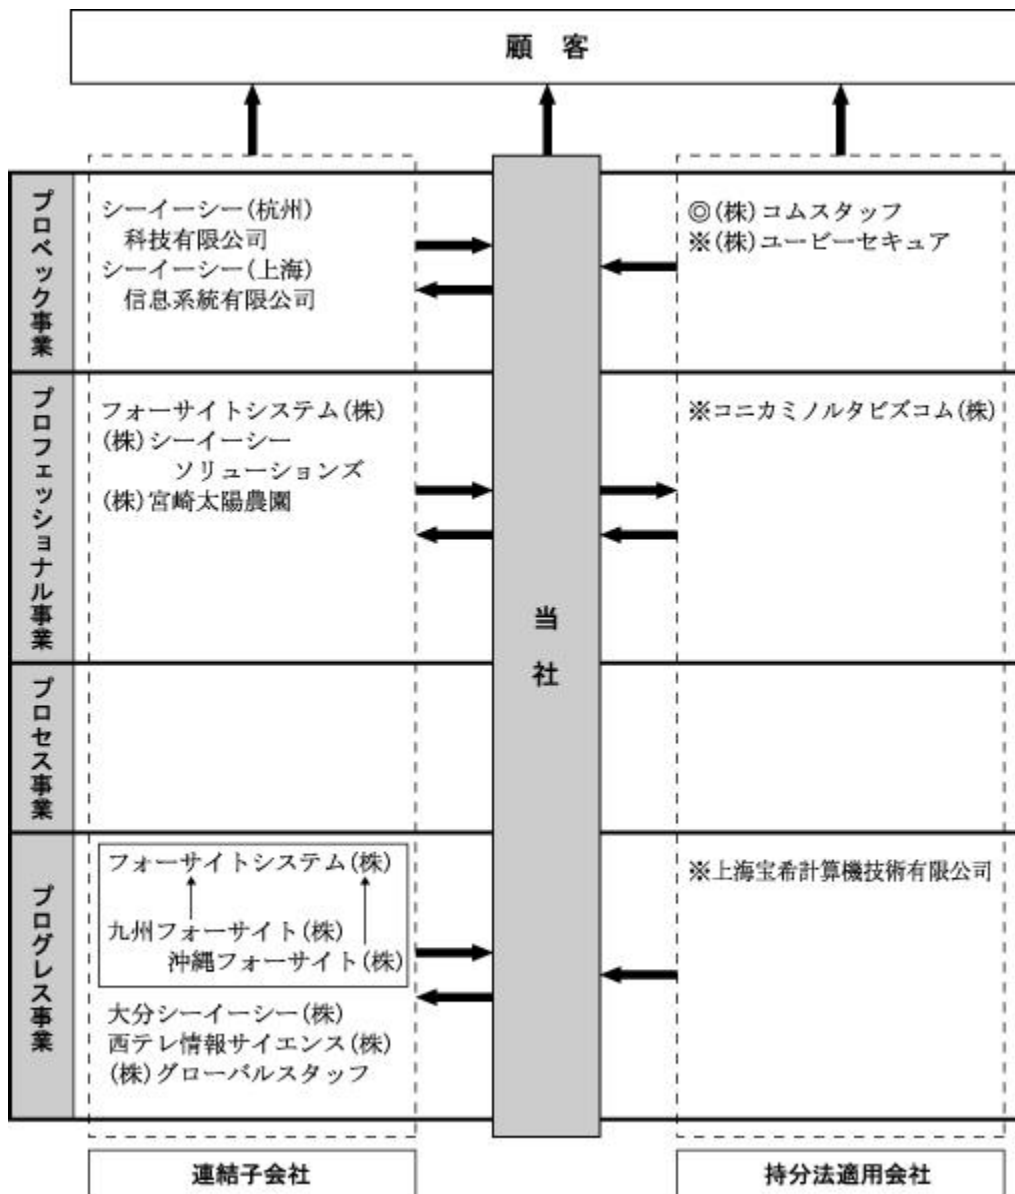 顧 客
プロベック事業
シーイーシー(杭州)
科技有限公司
シーイーシー(上海)
信息系統有限公司
◎(株)コムスタッフ
※(株)ユービーセキュア
プロフェッショナル事業
フォーサイトシステム(株)
(株)シーイーシー
ソリューションズ
(株)宮崎太陽農園
※コニカミノルタビズコム(株)
当社
プロセス事業
プログレス事業
フォーサイトシステム(株)
九州フォーサイト(株)
沖縄フォーサイト(株)
大分シーイーシー(株)
西テレ情報サイエンス(株)
(株)グローバルスタッフ
※上海宝希計算機技術有限公司
連結子会社
持分法適用会社